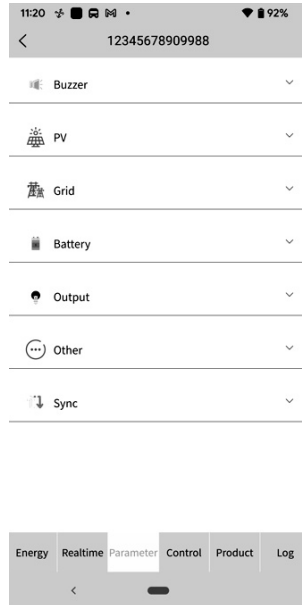 11:20 92%
12345678909988
Buzzer
PV
Grid
Battery
Output
Other
Sync
Energy Realtime Parameter Control Product Log